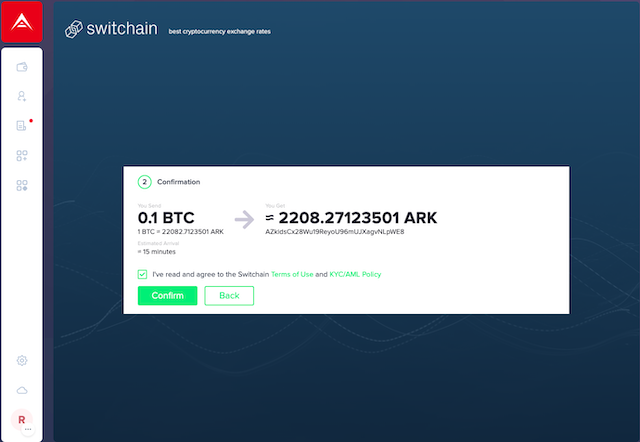 switchain best cryptocurrency exchange rates
2 Confirmation
You Send You Get
0.1 BTC ≈ 2208.27123501 ARK
1 BTC = 22082.7123501 ARK AZkldsCx28Wu19ReyoU96mUJXagvNLpWE8
Estimated Arrival
≈ 15 minutes
I've read and agree to the Switchain Terms of Use and KYC/AML Policy
Confirm Back
R
...